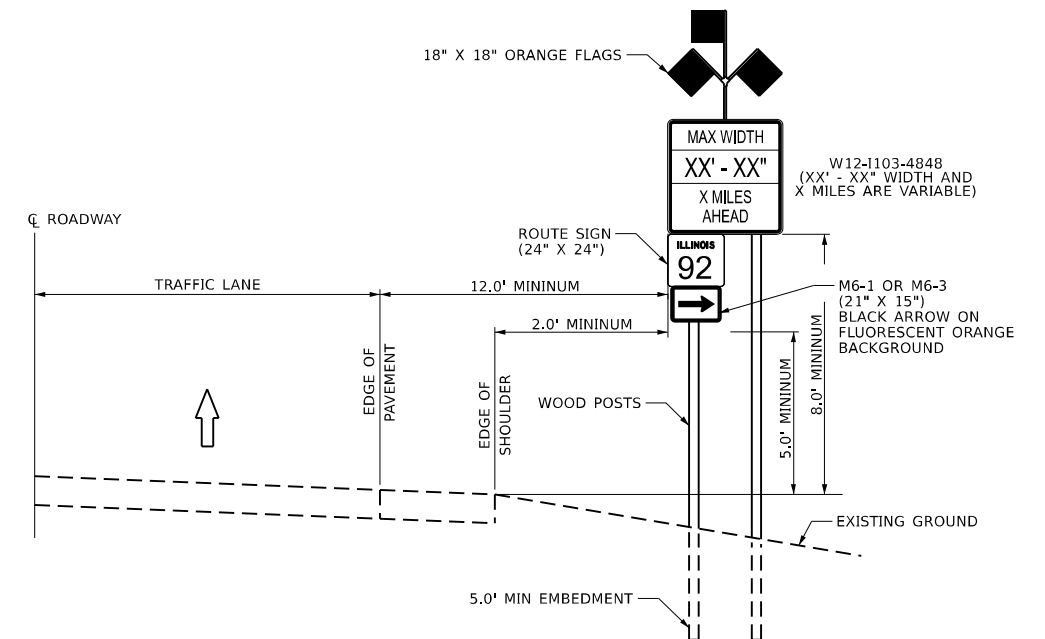 18" X 18" ORANGE FLAGS
MAX WIDTH
XX' - XX"
X MILES
AHEAD
W12-I103-4848
(XX' - XX" WIDTH AND
X MILES ARE VARIABLE)
℄ ROADWAY
ROUTE SIGN
(24" X 24")
ILLINOIS
92
TRAFFIC LANE
12.0' MININUM
M6-1 OR M6-3
(21" X 15")
BLACK ARROW ON
FLUORESCENT ORANGE
BACKGROUND
2.0' MININUM
EDGE OF
PAVEMENT
EDGE OF
SHOULDER
WOOD POSTS
5.0' MININUM
8.0' MININUM
EXISTING GROUND
5.0' MIN EMBEDMENT